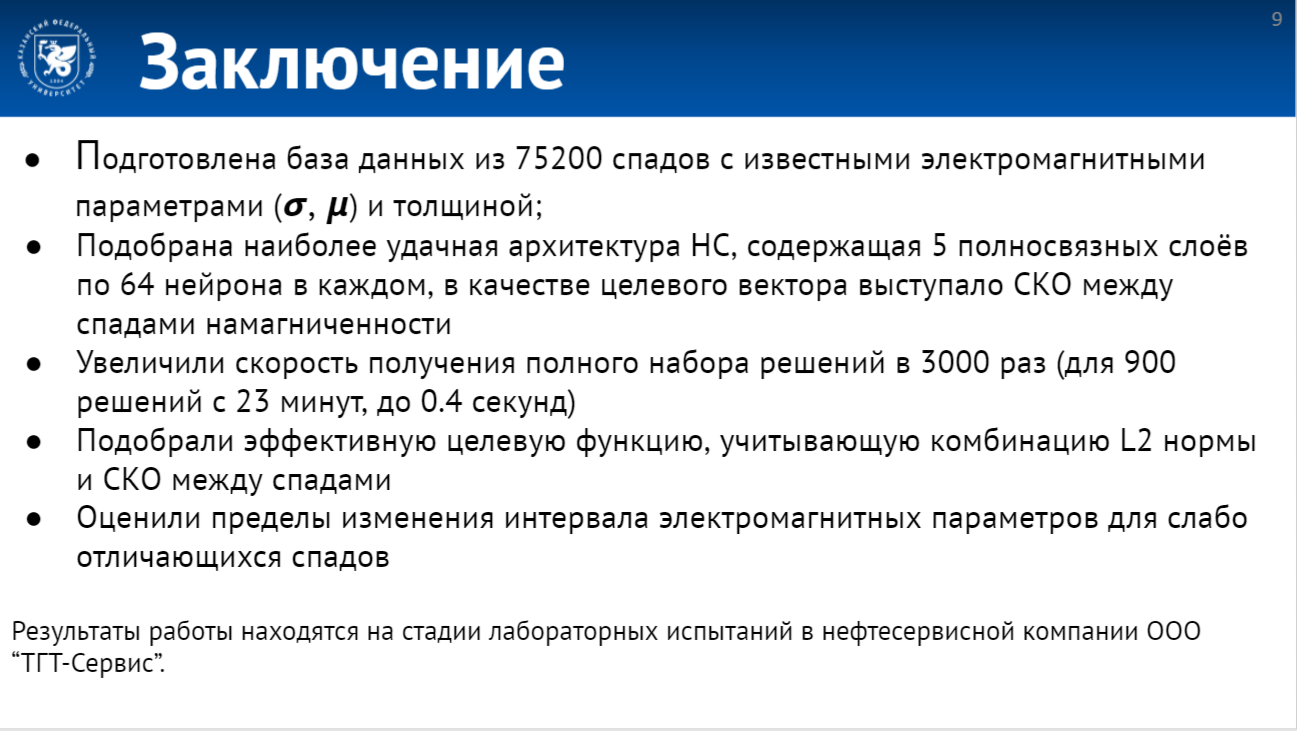 9
КАЗАНСКИЙ ФЕДЕРАЛЬНЫЙ УНИВЕРСИТЕТ
1804
Заключение
● Подготовлена база данных из 75200 спадов с известными электромагнитными
параметрами (σ, μ) и толщиной;
● Подобрана наиболее удачная архитектура НС, содержащая 5 полносвязных слоёв
по 64 нейрона в каждом, в качестве целевого вектора выступало СКО между
спадами намагниченности
● Увеличили скорость получения полного набора решений в 3000 раз (для 900
решений с 23 минут, до 0.4 секунд)
● Подобрали эффективную целевую функцию, учитывающую комбинацию L2 нормы
и СКО между спадами
● Оценили пределы изменения интервала электромагнитных параметров для слабо
отличающихся спадов
Результаты работы находятся на стадии лабораторных испытаний в нефтесервисной компании ООО
“ТГТ-Сервис”.